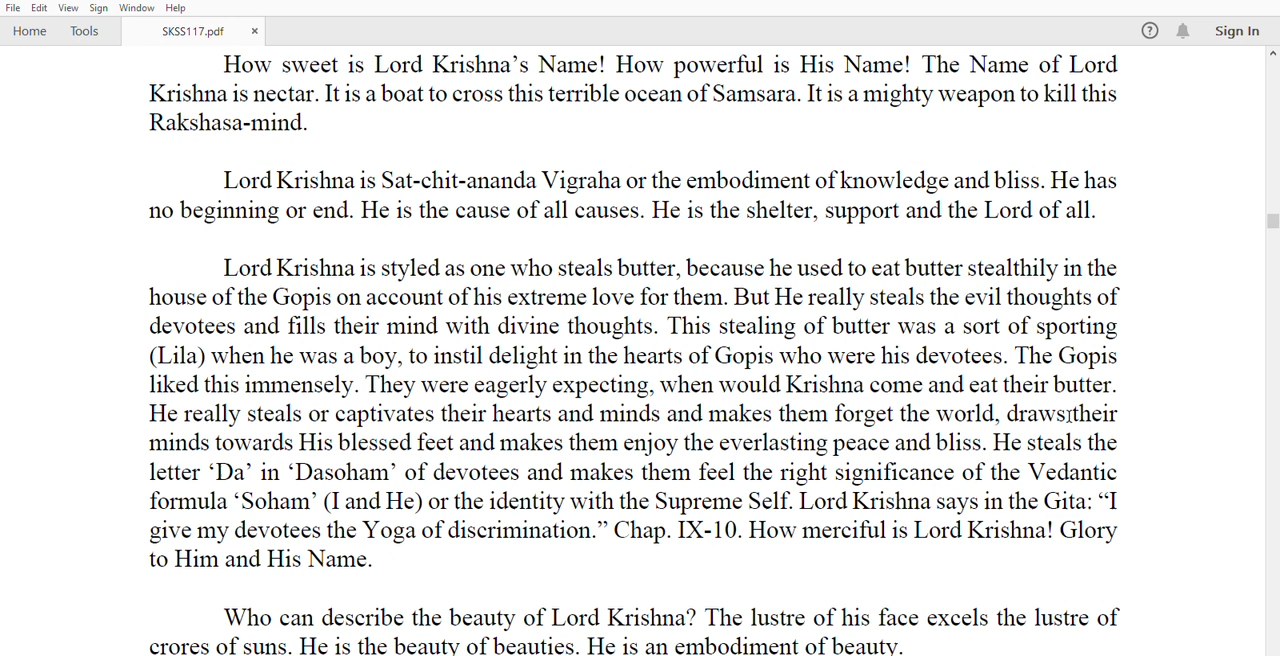 File Edit View Sign Window Help
Home Tools SKSS117.pdf × ? Sign In
How sweet is Lord Krishna’s Name! How powerful is His Name! The Name of Lord
Krishna is nectar. It is a boat to cross this terrible ocean of Samsara. It is a mighty weapon to kill this
Rakshasa-mind.
Lord Krishna is Sat-chit-ananda Vigraha or the embodiment of knowledge and bliss. He has
no beginning or end. He is the cause of all causes. He is the shelter, support and the Lord of all.
Lord Krishna is styled as one who steals butter, because he used to eat butter stealthily in the
house of the Gopis on account of his extreme love for them. But He really steals the evil thoughts of
devotees and fills their mind with divine thoughts. This stealing of butter was a sort of sporting
(Lila) when he was a boy, to instil delight in the hearts of Gopis who were his devotees. The Gopis
liked this immensely. They were eagerly expecting, when would Krishna come and eat their butter.
He really steals or captivates their hearts and minds and makes them forget the world, draws their
minds towards His blessed feet and makes them enjoy the everlasting peace and bliss. He steals the
letter ‘Da’ in ‘Dasoham’ of devotees and makes them feel the right significance of the Vedantic
formula ‘Soham’ (I and He) or the identity with the Supreme Self. Lord Krishna says in the Gita: “I
give my devotees the Yoga of discrimination.” Chap. IX-10. How merciful is Lord Krishna! Glory
to Him and His Name.
Who can describe the beauty of Lord Krishna? The lustre of his face excels the lustre of
crores of suns. He is the beauty of beauties. He is an embodiment of beauty.